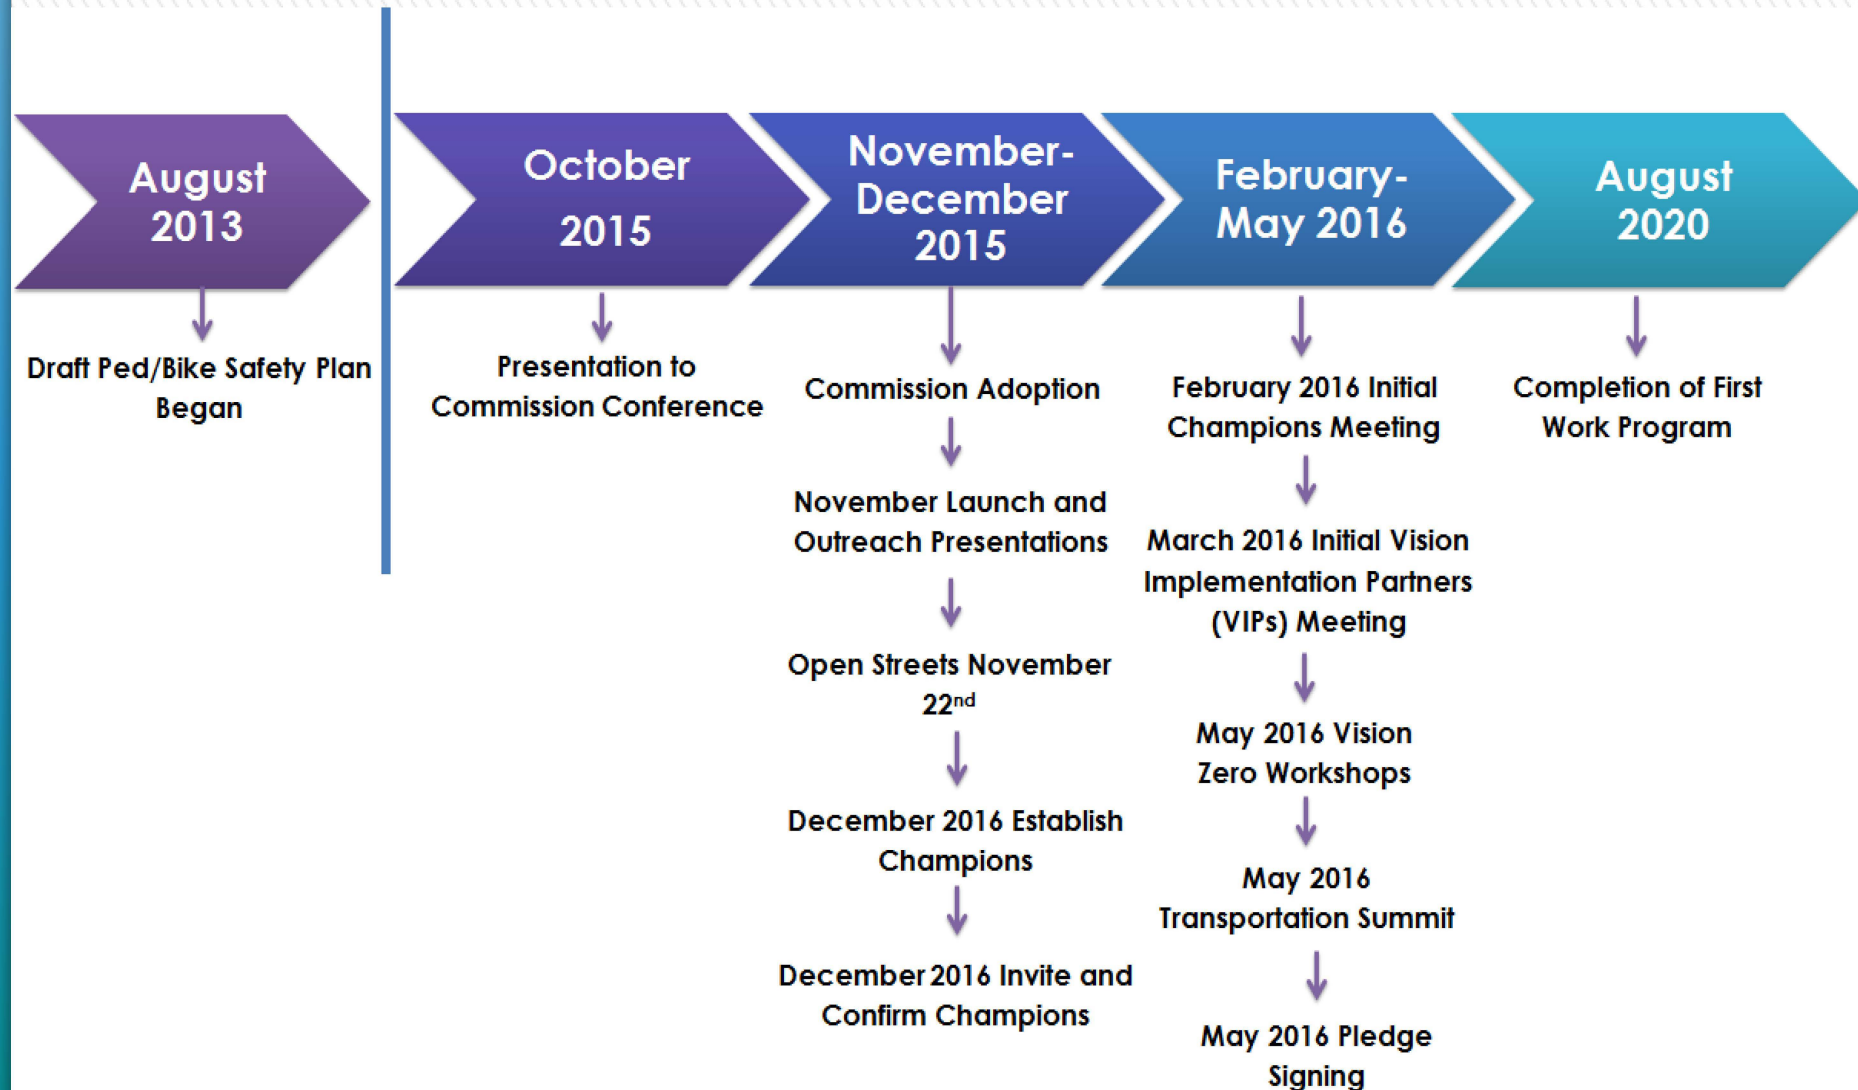 August
2013
Draft Ped/Bike Safety Plan
Began
October
2015
Presentation to
Commission Conference
November-
December
2015
Commission Adoption
November Launch and
Outreach Presentations
Open Streets November
22nd
December 2016 Establish
Champions
December 2016 Invite and
Confirm Champions
February-
May 2016
February 2016 Initial
Champions Meeting
March 2016 Initial Vision
Implementation Partners
(VIPs) Meeting
May 2016 Vision
Zero Workshops
May 2016
Transportation Summit
May 2016 Pledge
Signing
August
2020
Completion of First
Work Program